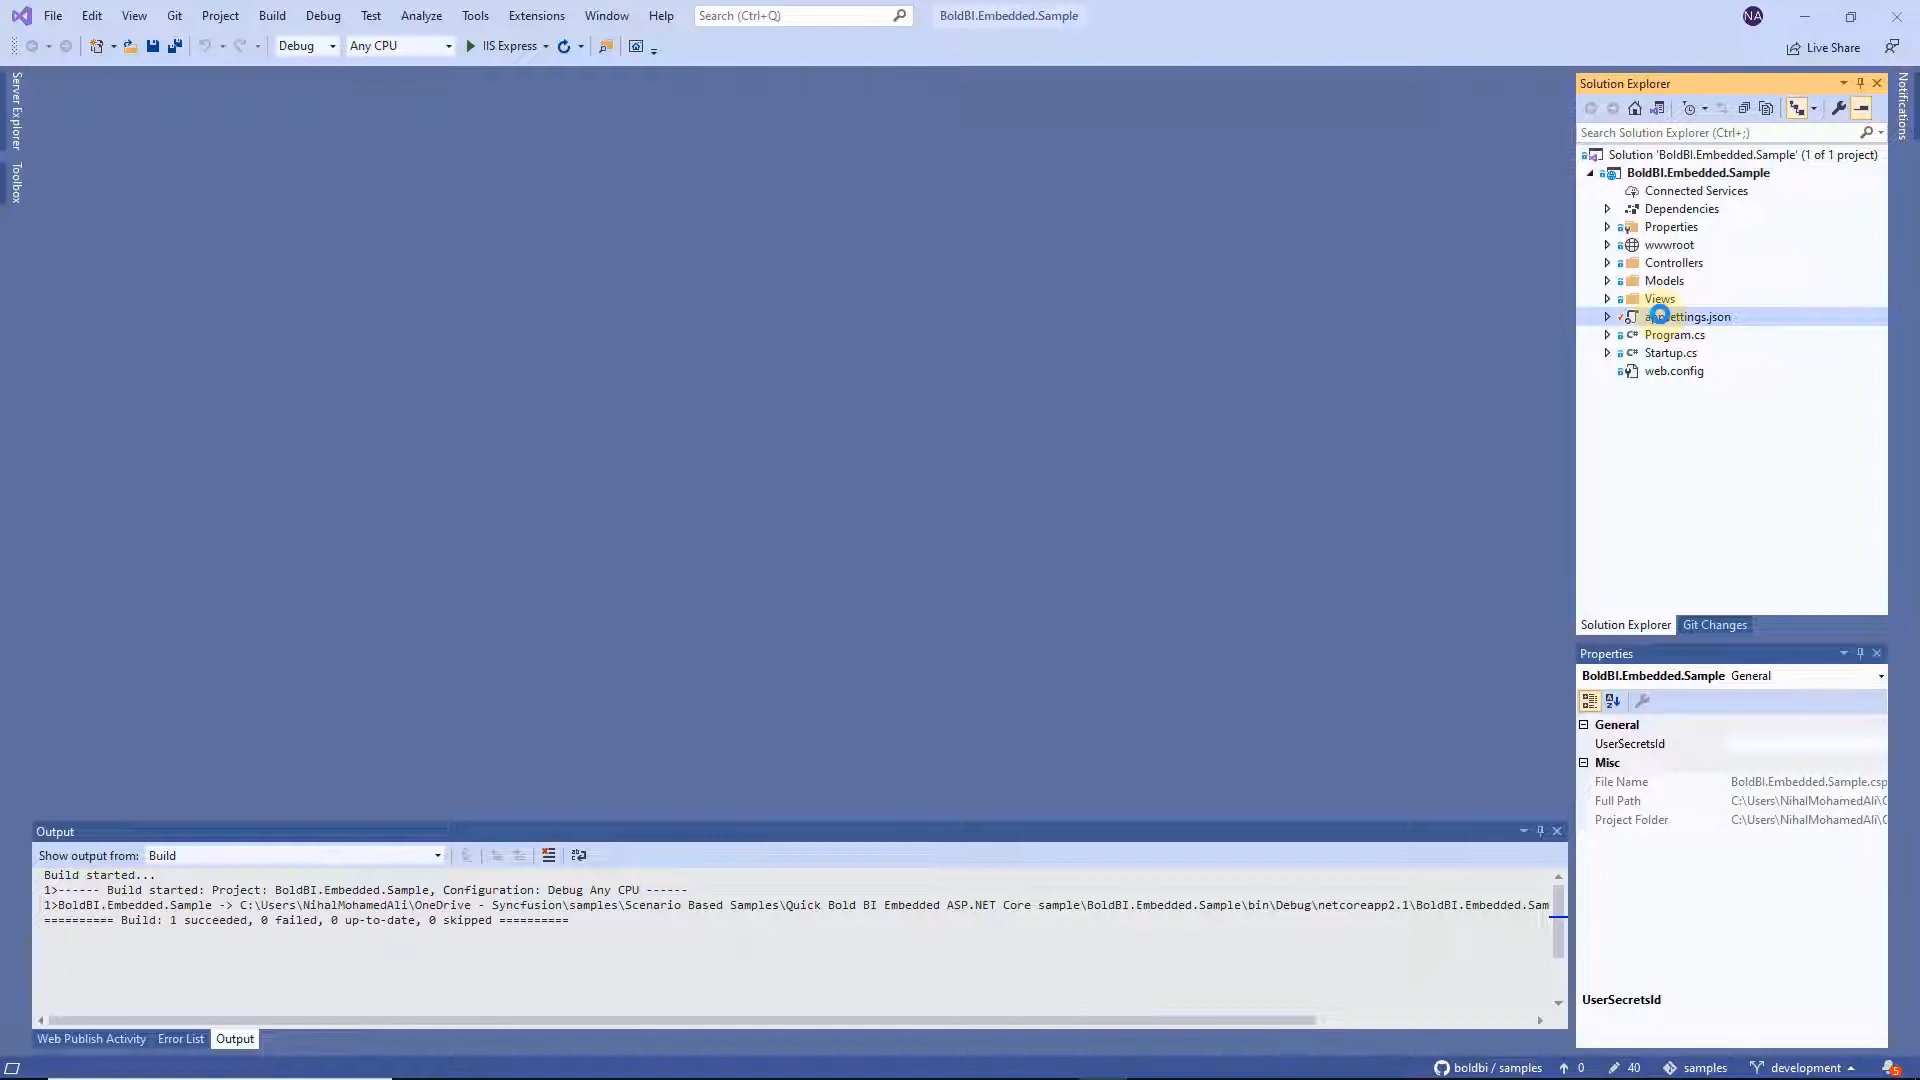 File Edit View Git Project Build Debug Test Analyze Tools Extensions Window Help Search (Ctrl+Q) BoldBI.Embedded.Sample NA
Debug Any CPU IIS Express Live Share
Server Explorer
Toolbox
Notifications
Solution Explorer
Search Solution Explorer (Ctrl+;)
Solution 'BoldBI.Embedded.Sample' (1 of 1 project)
BoldBI.Embedded.Sample
Connected Services
Dependencies
Properties
wwwroot
Controllers
Models
Views
appsettings.json
Program.cs
Startup.cs
web.config
Solution Explorer Git Changes
Properties
BoldBI.Embedded.Sample General
General
UserSecretsId
Misc
File Name BoldBI.Embedded.Sample.csp
Full Path C:\Users\NihalMohamedAli\C
Project Folder C:\Users\NihalMohamedAli\C
UserSecretsId
Output
Show output from: Build
Build started...
1>------ Build started: Project: BoldBI.Embedded.Sample, Configuration: Debug Any CPU ------
1>BoldBI.Embedded.Sample -> C:\Users\NihalMohamedAli\OneDrive - Syncfusion\samples\Scenario Based Samples\Quick Bold BI Embedded ASP.NET Core sample\BoldBI.Embedded.Sample\bin\Debug\netcoreapp2.1\BoldBI.Embedded.Sam
========== Build: 1 succeeded, 0 failed, 0 up-to-date, 0 skipped ==========
Web Publish Activity Error List Output
boldbi / samples 0 40 samples development 5